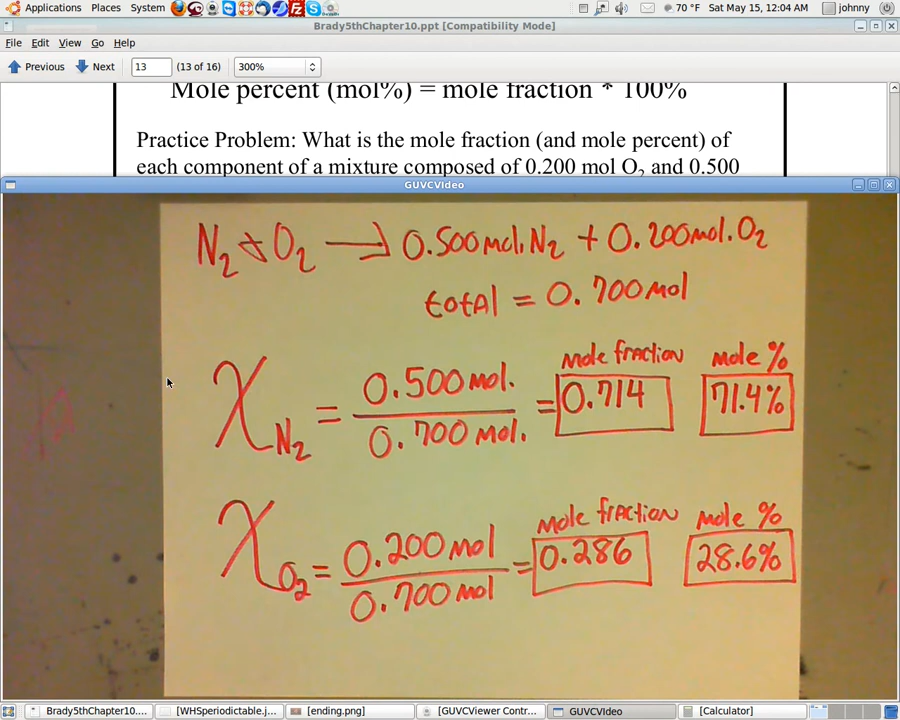 Applications Places System 70 °F Sat May 15, 12:04 AM johnny
Brady5thChapter10.ppt [Compatibility Mode]
File Edit View Go Help
Previous Next 13 (13 of 16) 300%
Mole percent (mol%) = mole fraction * 100%
Practice Problem: What is the mole fraction (and mole percent) of
each component of a mixture composed of 0.200 mol O₂ and 0.500
GUVCVideo
N₂ & O₂ → 0.500 mol. N₂ + 0.200 mol. O₂
total = 0.700 mol
mole fraction mole %
χN₂ = 0.500 mol. / 0.700 mol. = 0.714 71.4%
mole fraction mole %
χO₂ = 0.200 mol / 0.700 mol = 0.286 28.6%
Brady5thChapter10.... [WHSperiodictable.j... [ending.png] [GUVCViewer Contr... GUVCVideo [Calculator]